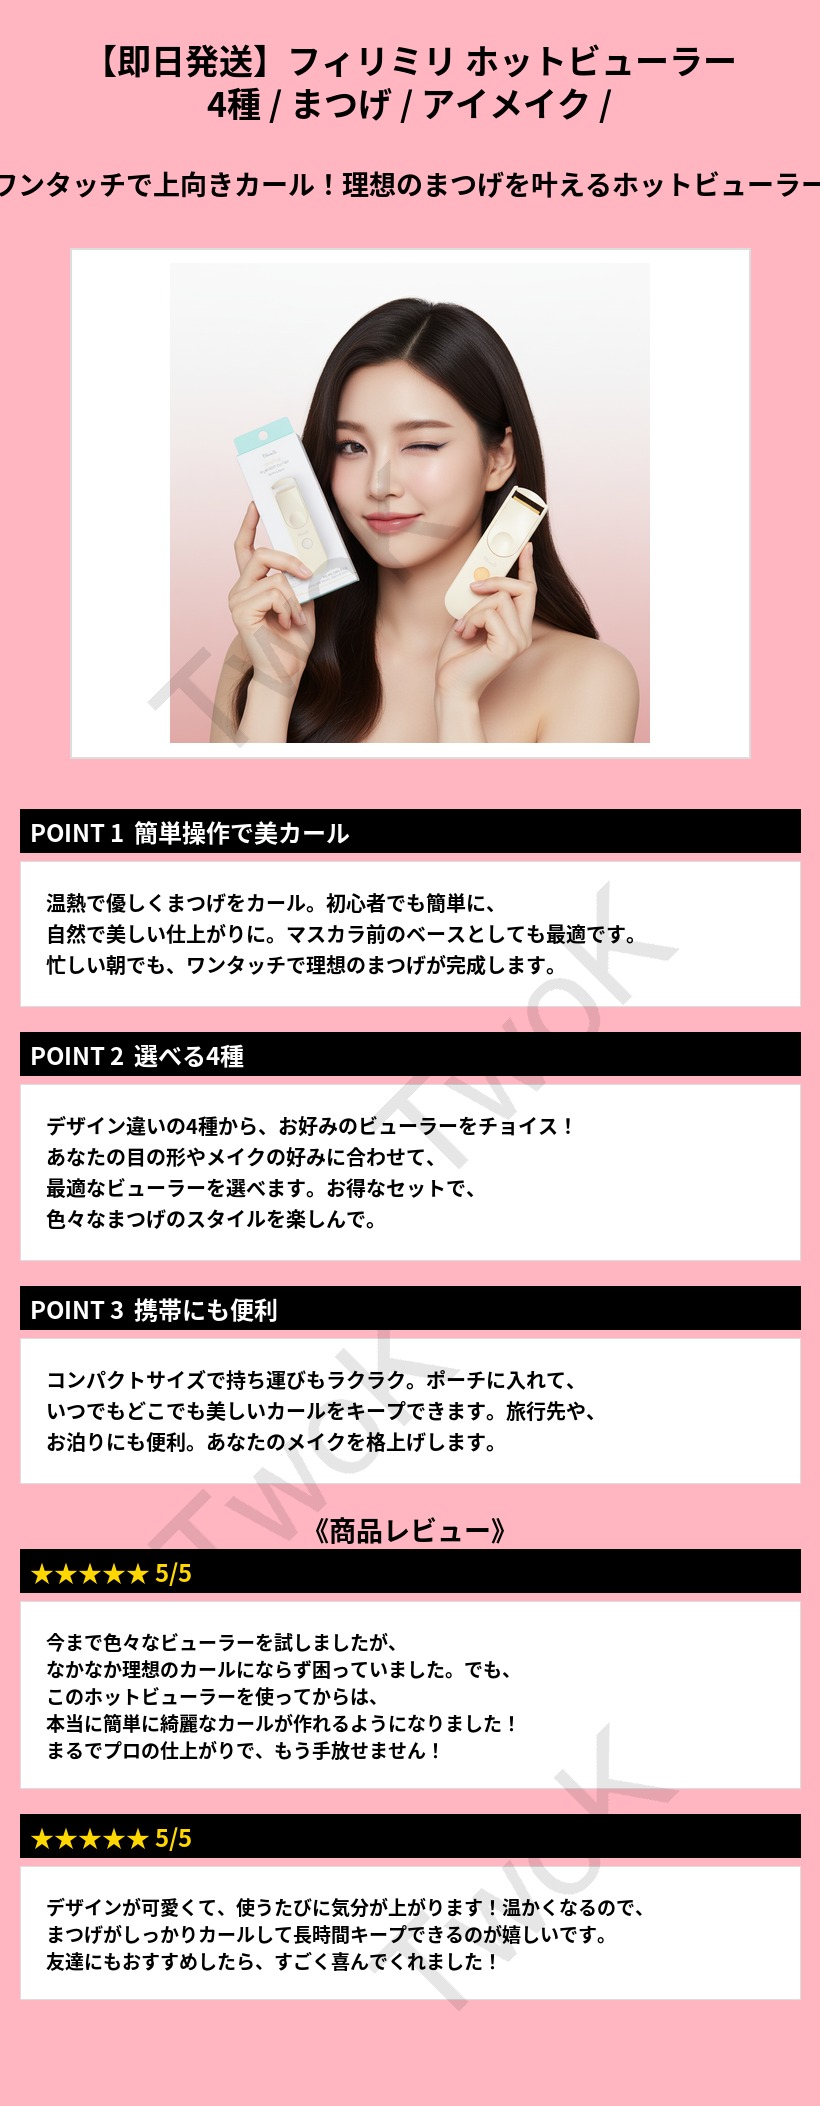 【即日発送】フィリミリ ホットビューラー
4種 / まつげ / アイメイク /
ワンタッチで上向きカール！理想のまつげを叶えるホットビューラー
POINT 1 簡単操作で美カール
温熱で優しくまつげをカール。初心者でも簡単に、
自然で美しい仕上がりに。マスカラ前のベースとしても最適です。
忙しい朝でも、ワンタッチで理想のまつげが完成します。
POINT 2 選べる4種
デザイン違いの4種から、お好みのビューラーをチョイス！
あなたの目の形やメイクの好みに合わせて、
最適なビューラーを選べます。お得なセットで、
色々なまつげのスタイルを楽しんで。
POINT 3 携帯にも便利
コンパクトサイズで持ち運びもラクラク。ポーチに入れて、
いつでもどこでも美しいカールをキープできます。旅行先や、
お泊りにも便利。あなたのメイクを格上げします。
《商品レビュー》
★★★★★ 5/5
今まで色々なビューラーを試しましたが、
なかなか理想のカールにならず困っていました。でも、
このホットビューラーを使ってからは、
本当に簡単に綺麗なカールが作れるようになりました！
まるでプロの仕上がりで、もう手放せません！
★★★★★ 5/5
デザインが可愛くて、使うたびに気分が上がります！温かくなるので、
まつげがしっかりカールして長時間キープできるのが嬉しいです。
友達にもおすすめしたら、すごく喜んでくれました！
TwoK
TwoK
TwoK
TwoK